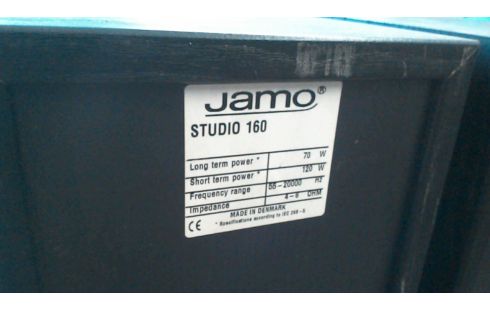 Jamo®
STUDIO 160
Long term power * 70 W
Short term power * 120 W
Frequency range 55-20000 Hz
Impedance 4-8 OHM
MADE IN DENMARK
CE * Specifications according to IEC 268-5